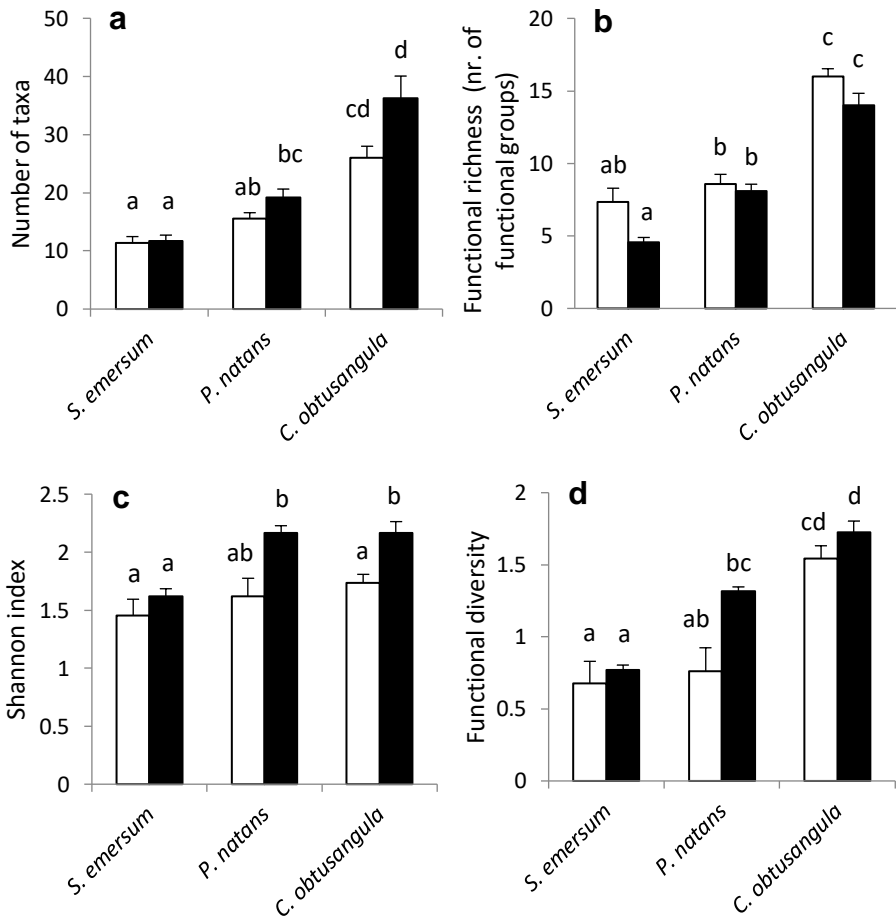 a
50
40
30
20
10
0
Number of taxa
a
a
ab
bc
cd
d
S. emersum
P. natans
C. obtusangula
b
20
15
10
5
0
Functional richness (nr. of
functional groups)
ab
a
b
b
c
c
S. emersum
P. natans
C. obtusangula
c
2.5
2
1.5
1
0.5
0
Shannon index
a
a
ab
b
a
b
S. emersum
P. natans
C. obtusangula
d
2
1.5
1
0.5
0
Functional diversity
a
a
ab
bc
cd
d
S. emersum
P. natans
C. obtusangula